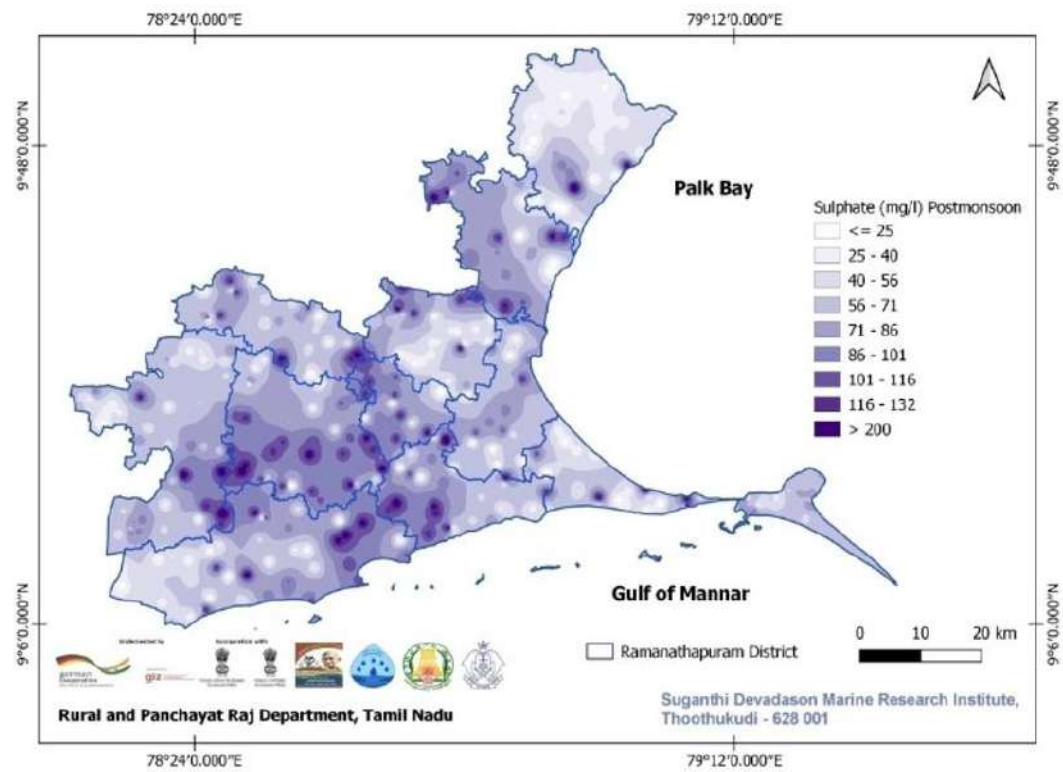 78°24′0.000″E
79°12′0.000″E
9°48′0.000″N
9°48′0.000″N
Palk Bay
Sulphate (mg/l) Postmonsoon
<= 25
25 - 40
40 - 56
56 - 71
71 - 86
86 - 101
101 - 116
116 - 132
> 200
Gulf of Mannar
9°6′0.000″N
9°6′0.000″N
0 10 20 km
Ramanathapuram District
german
cooperation
giz
Rural and Panchayat Raj Department, Tamil Nadu
Suganthi Devadason Marine Research Institute,
Thoothukudi - 628 001
78°24′0.000″E
79°12′0.000″E